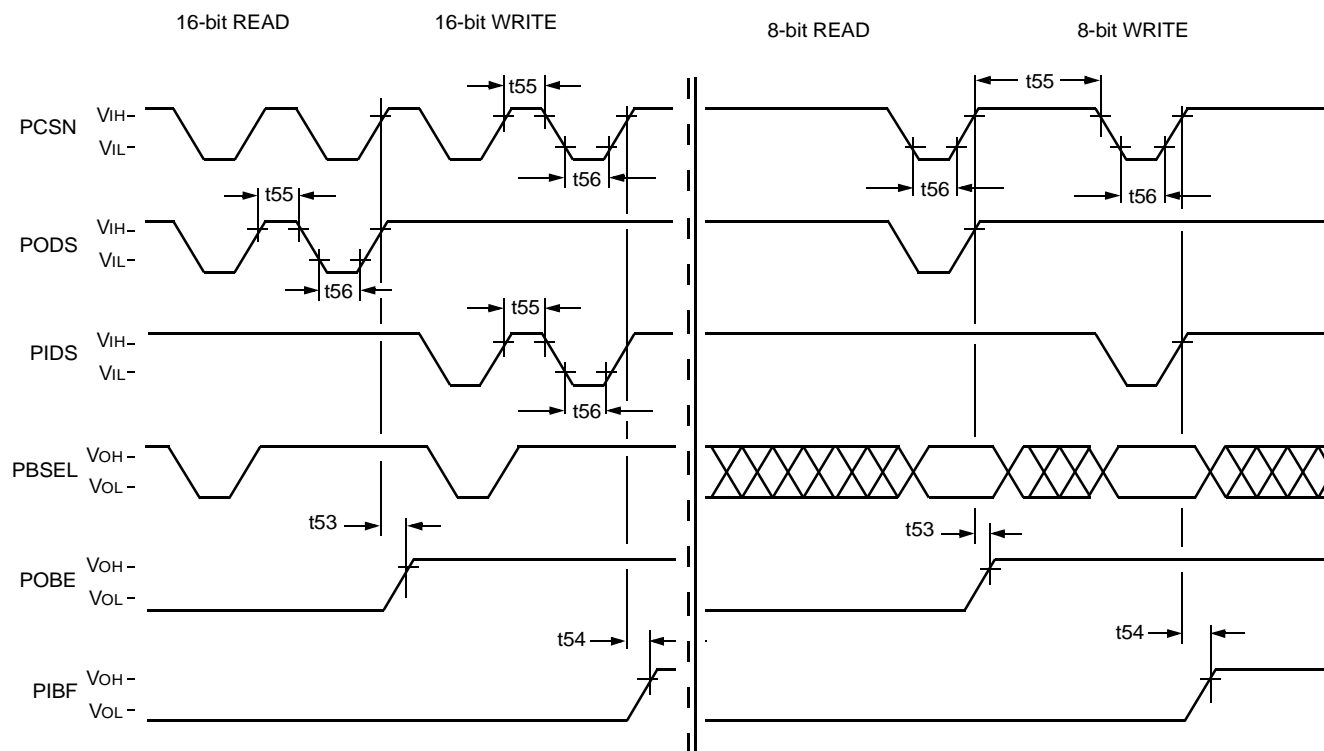 16-bit READ 16-bit WRITE 8-bit READ 8-bit WRITE
t55 t55
PCSN VIH– VIL–
t56 t56 t56
t55
PODS VIH– VIL–
t56
t55
PIDS VIH– VIL–
t56
PBSEL VOH– VOL–
t53 t53
POBE VOH– VOL–
t54 t54
PIBF VOH– VOL–